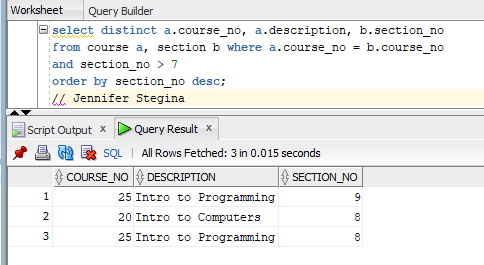 Worksheet Query Builder
select distinct a.course_no, a.description, b.section_no
from course a, section b where a.course_no = b.course_no
and section_no > 7
order by section_no desc;
// Jennifer Stegina
Script Output x Query Result x
SQL | All Rows Fetched: 3 in 0.015 seconds
COURSE_NO DESCRIPTION SECTION_NO
1 25 Intro to Programming 9
2 20 Intro to Computers 8
3 25 Intro to Programming 8